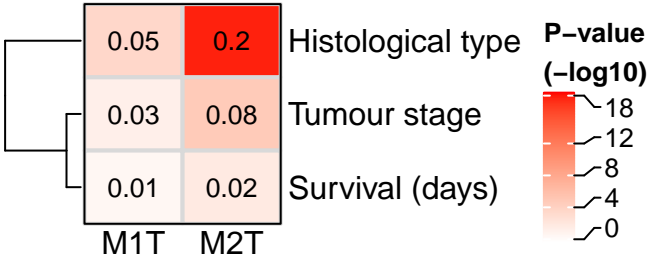 0.05 0.2 Histological type
0.03 0.08 Tumour stage
0.01 0.02 Survival (days)
M1T M2T
P−value
(−log10)
18
12
8
4
0